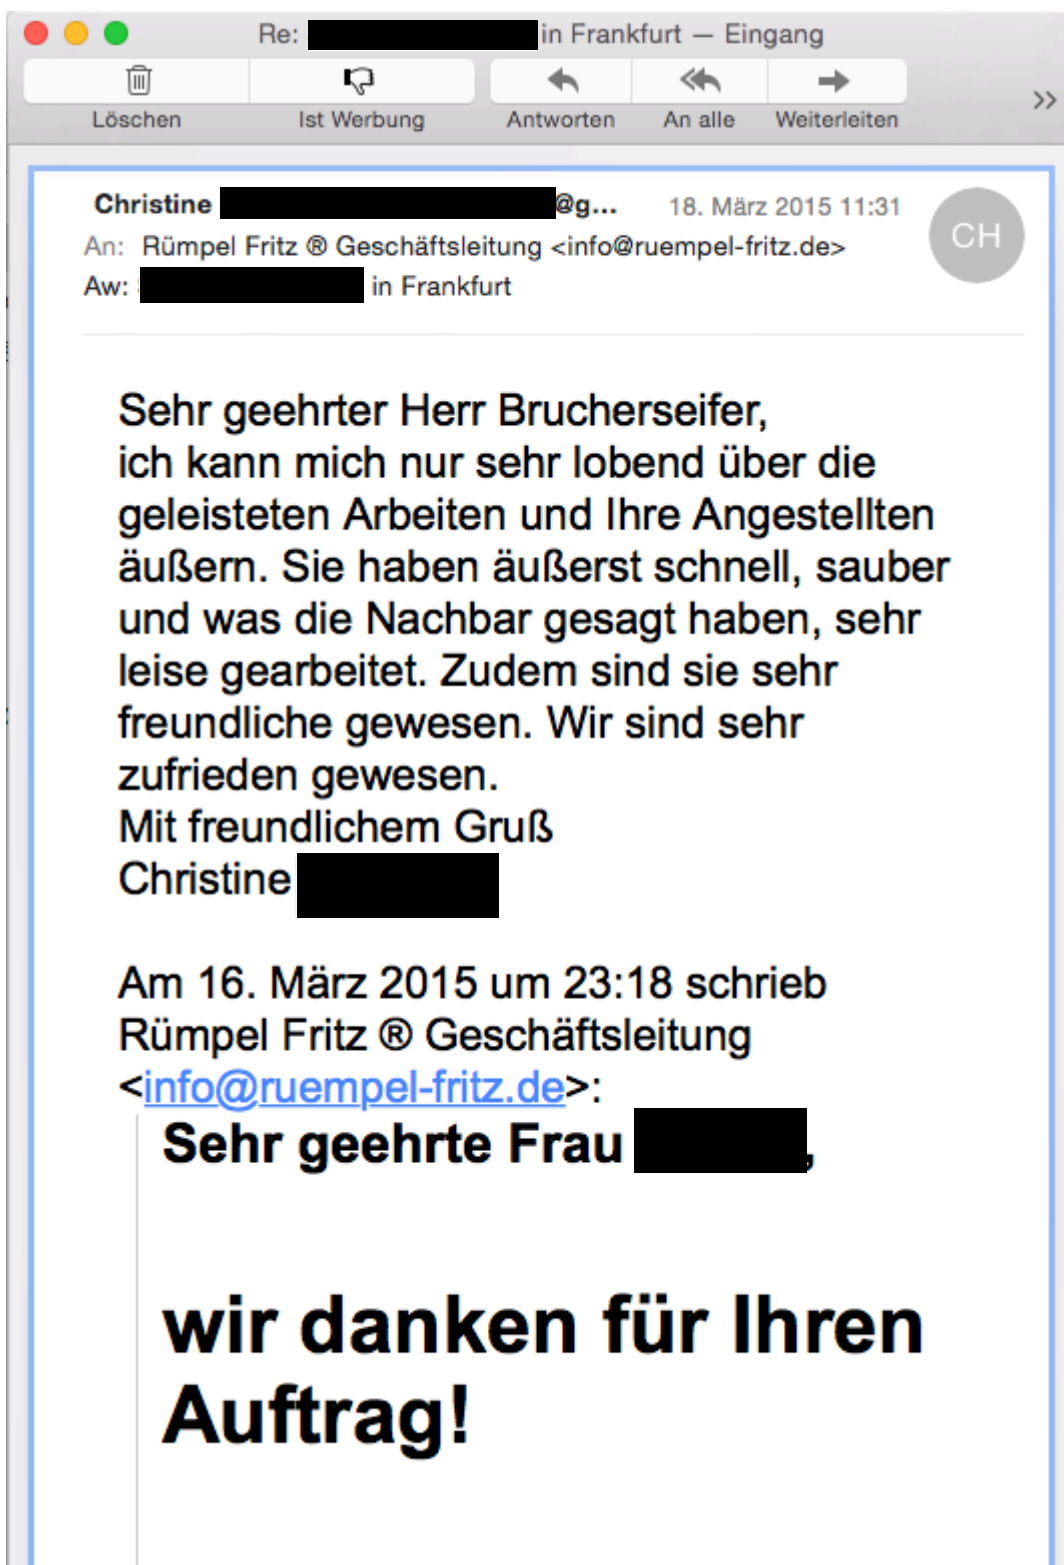 Re: in Frankfurt — Eingang
Löschen Ist Werbung Antworten An alle Weiterleiten
Christine @g... 18. März 2015 11:31
CH
An: Rümpel Fritz ® Geschäftsleitung <info@ruempel-fritz.de>
Aw: in Frankfurt
Sehr geehrter Herr Brucherseifer,
ich kann mich nur sehr lobend über die
geleisteten Arbeiten und Ihre Angestellten
äußern. Sie haben äußerst schnell, sauber
und was die Nachbar gesagt haben, sehr
leise gearbeitet. Zudem sind sie sehr
freundliche gewesen. Wir sind sehr
zufrieden gewesen.
Mit freundlichem Gruß
Christine
Am 16. März 2015 um 23:18 schrieb
Rümpel Fritz ® Geschäftsleitung
<info@ruempel-fritz.de>:
Sehr geehrte Frau ,
wir danken für Ihren
Auftrag!